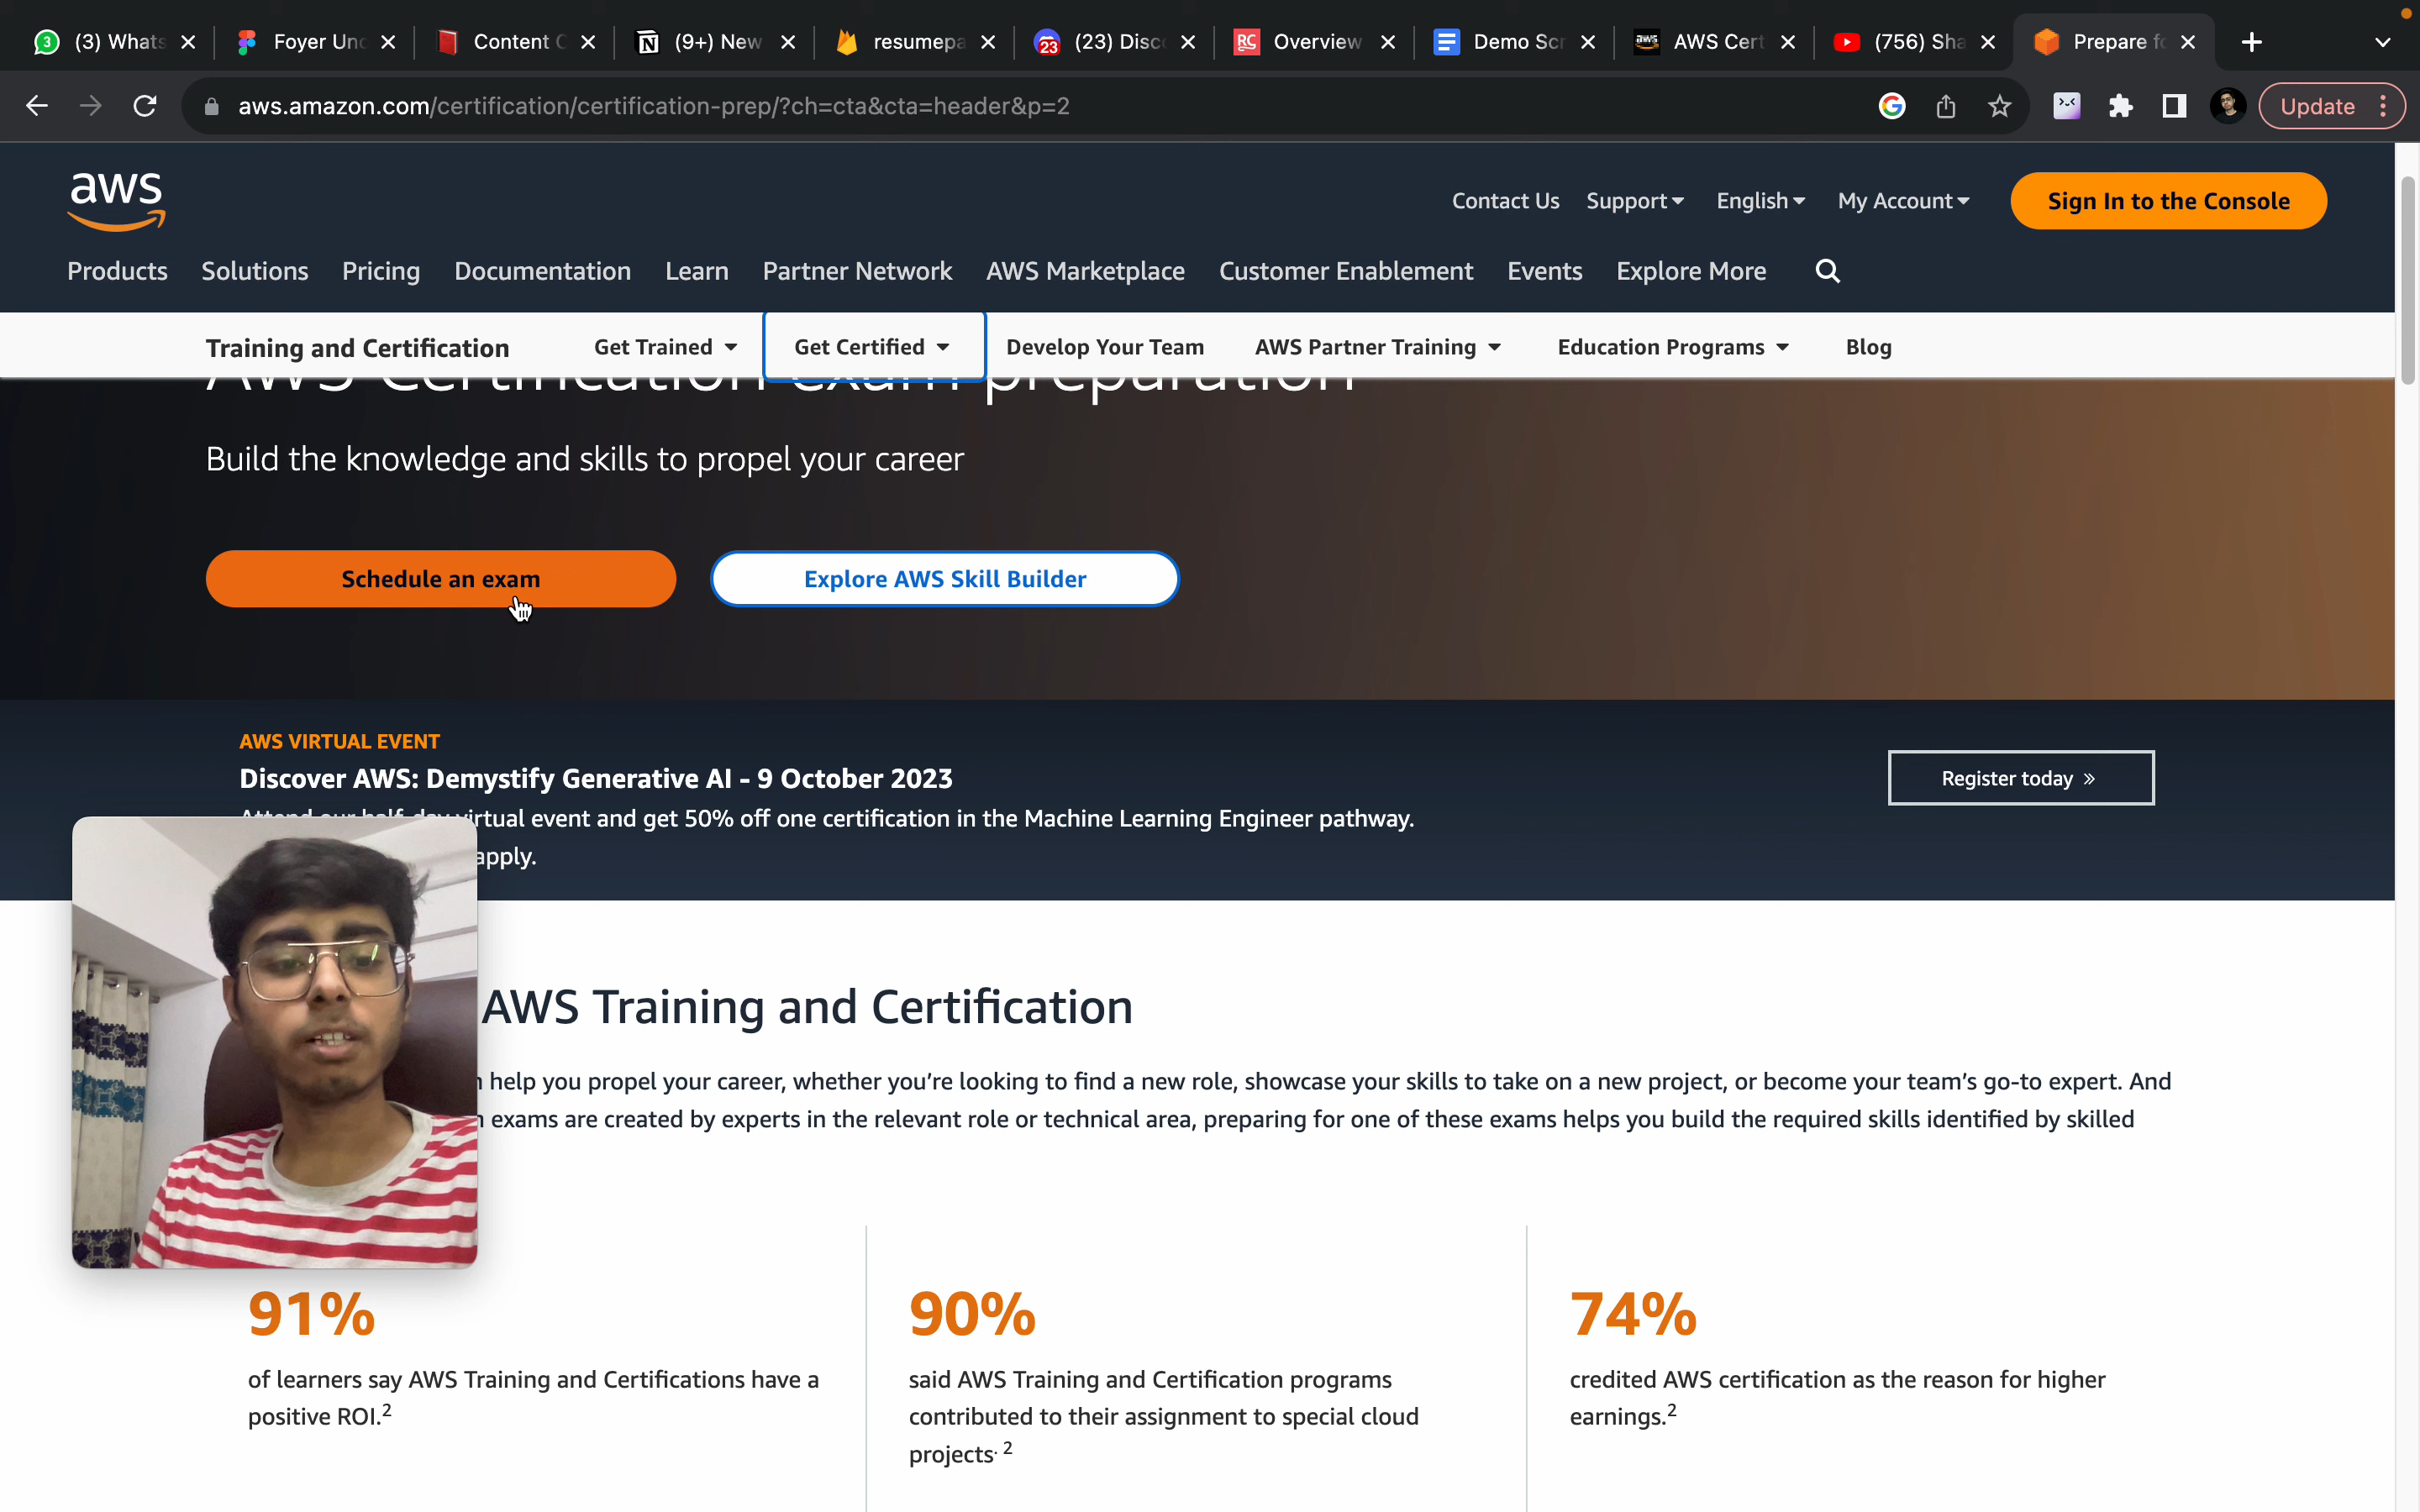 3
(3) Whats
Foyer Unc
Content C
(9+) New
resumepa
23
(23) Disc
RC
Overview
Demo Scr
aws
AWS Cert
(756) Sha
Prepare fo
aws.amazon.com/certification/certification-prep/?ch=cta&cta=header&p=2
Update
aws
Contact Us
Support
English
My Account
Sign In to the Console
Products
Solutions
Pricing
Documentation
Learn
Partner Network
AWS Marketplace
Customer Enablement
Events
Explore More
Training and Certification
Get Trained
Get Certified
Develop Your Team
AWS Partner Training
Education Programs
Blog
AWS Certification exam preparation
Build the knowledge and skills to propel your career
Schedule an exam
Explore AWS Skill Builder
AWS VIRTUAL EVENT
Discover AWS: Demystify Generative AI - 9 October 2023
Attend our half-day virtual event and get 50% off one certification in the Machine Learning Engineer pathway.
apply.
Register today »
AWS Training and Certification
help you propel your career, whether you’re looking to find a new role, showcase your skills to take on a new project, or become your team’s go-to expert. And
exams are created by experts in the relevant role or technical area, preparing for one of these exams helps you build the required skills identified by skilled
91%
of learners say AWS Training and Certifications have a
positive ROI.2
90%
said AWS Training and Certification programs
contributed to their assignment to special cloud
projects. 2
74%
credited AWS certification as the reason for higher
earnings.2